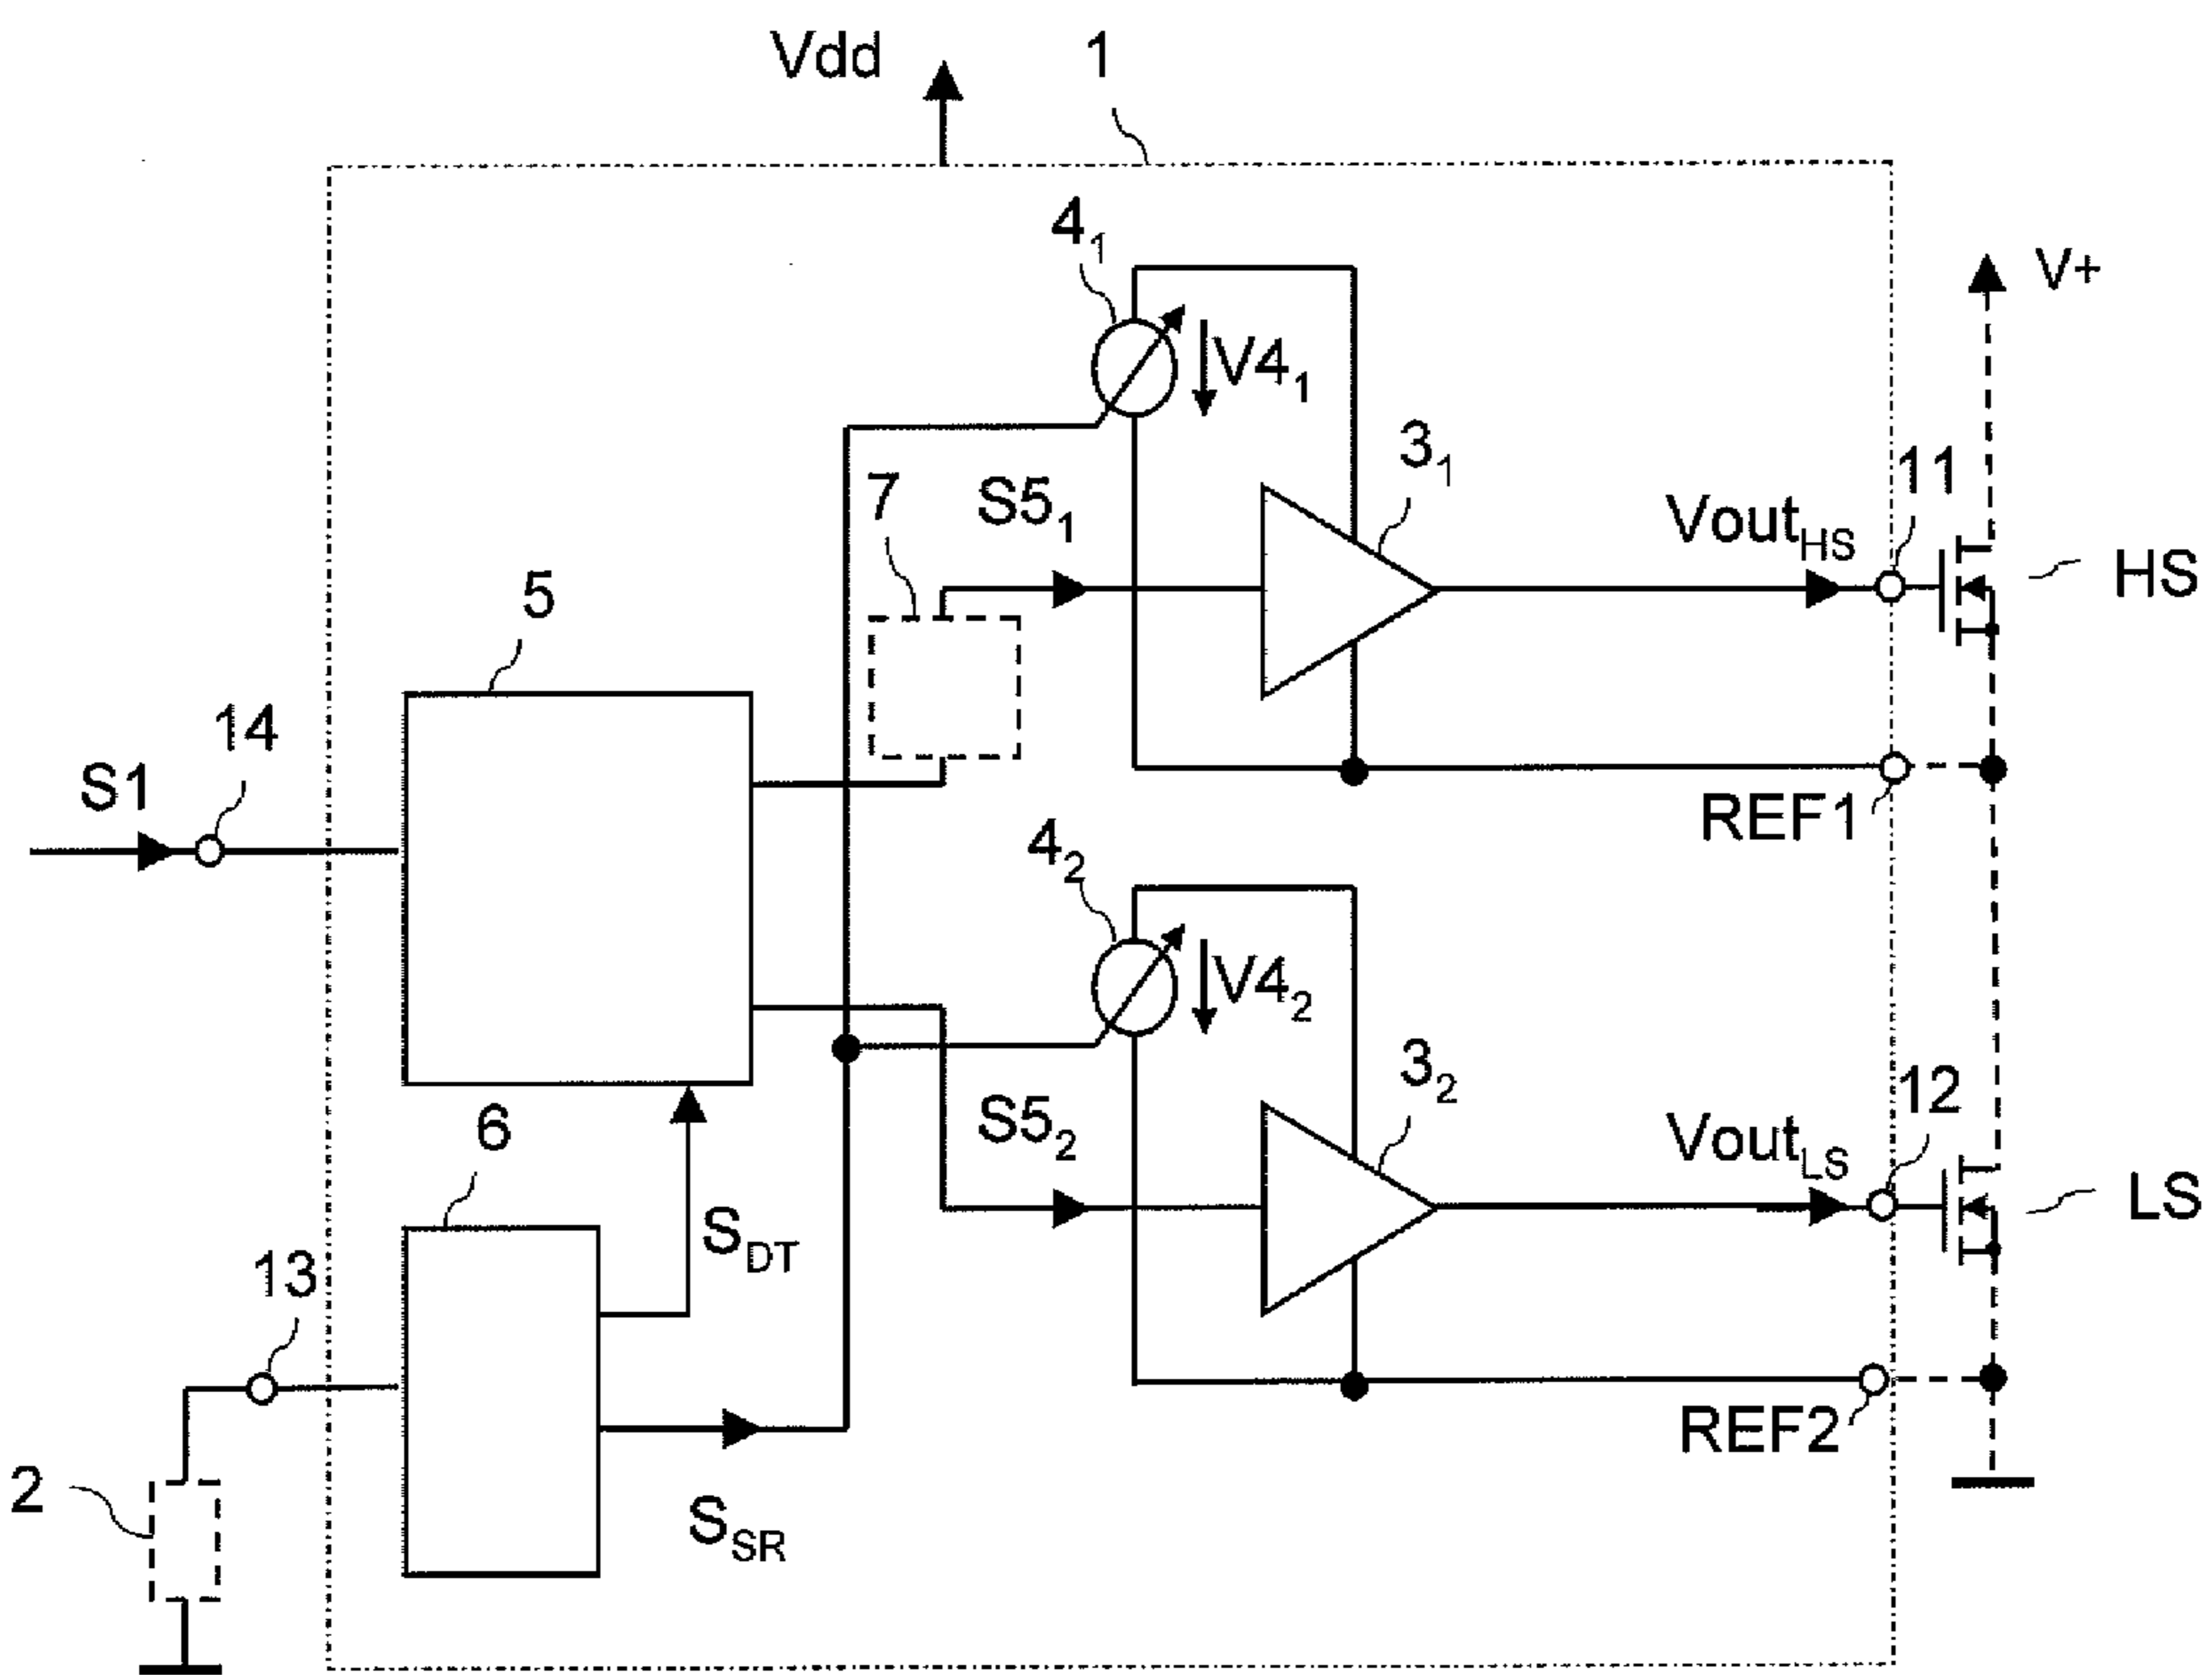 Vdd
1
4₁
V+
V4₁
3₁
11
7
S5₁
Vout_HS
HS
5
14
S1
REF1
4₂
V4₂
3₂
12
6
S5₂
Vout_LS
LS
S_DT
13
REF2
2
S_SR